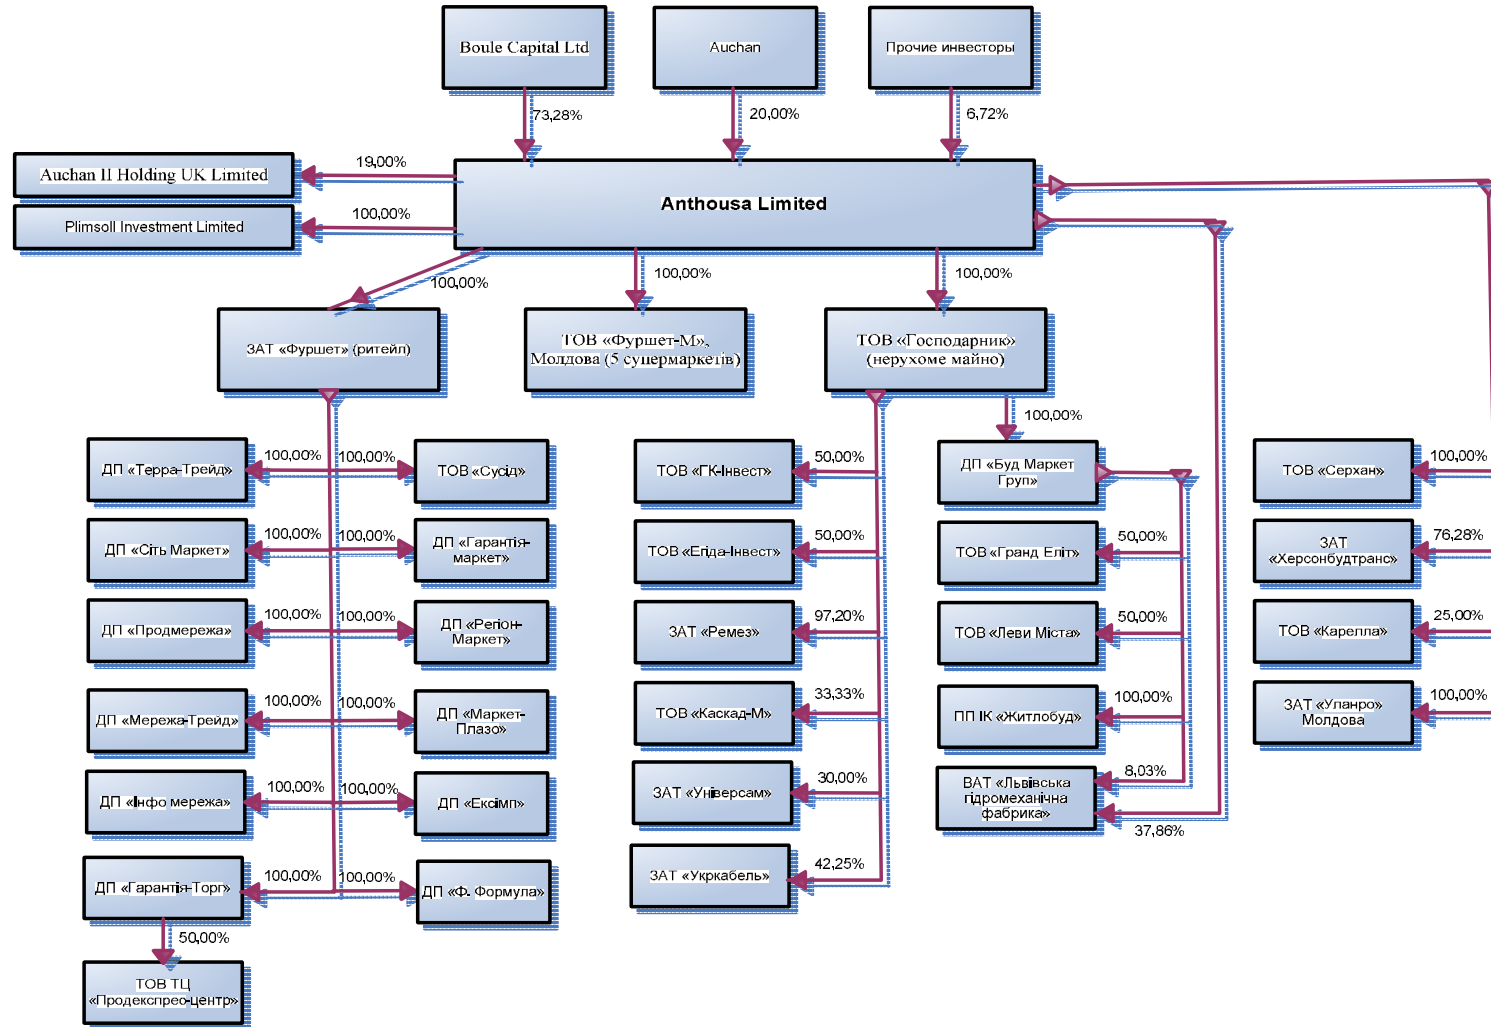 Boule Capital Ltd
Auchan
Прочие инвесторы
73,28%
20,00%
6,72%
Auchan II Holding UK Limited
19,00%
Plimsoll Investment Limited
100,00%
Anthousa Limited
100,00%
100,00%
100,00%
ЗАТ «Фуршет» (ритейл)
ТОВ «Фуршет-М»,
Молдова (5 супермаркетів)
ТОВ «Господарник»
(нерухоме майно)
100,00%
ДП «Терра-Трейд»
100,00%
100,00%
ТОВ «Сусід»
ТОВ «ГК-Інвест»
50,00%
ДП «Буд Маркет
Груп»
ТОВ «Серхан»
100,00%
ДП «Сіть Маркет»
100,00%
100,00%
ДП «Гарантія-
маркет»
ТОВ «Егіда-Інвест»
50,00%
ТОВ «Гранд Еліт»
50,00%
ЗАТ
«Херсонбудтранс»
76,28%
ДП «Продмережа»
100,00%
100,00%
ДП «Регіон-
Маркет»
ЗАТ «Ремез»
97,20%
ТОВ «Леви Міста»
50,00%
ТОВ «Карелла»
25,00%
ДП «Мережа-Трейд»
100,00%
100,00%
ДП «Маркет-
Плазо»
ТОВ «Каскад-М»
33,33%
ПП ІК «Житлобуд»
100,00%
ЗАТ «Уланро»
Молдова
100,00%
ДП «Інфо мережа»
100,00%
100,00%
ДП «Ексімп»
ЗАТ «Універсам»
30,00%
ВАТ «Львівська
гідромеханічна
фабрика»
8,03%
37,86%
ДП «Гарантія-Торг»
100,00%
100,00%
ДП «Ф. Формула»
ЗАТ «Укркабель»
42,25%
50,00%
ТОВ ТЦ
«Продекспрео-центр»